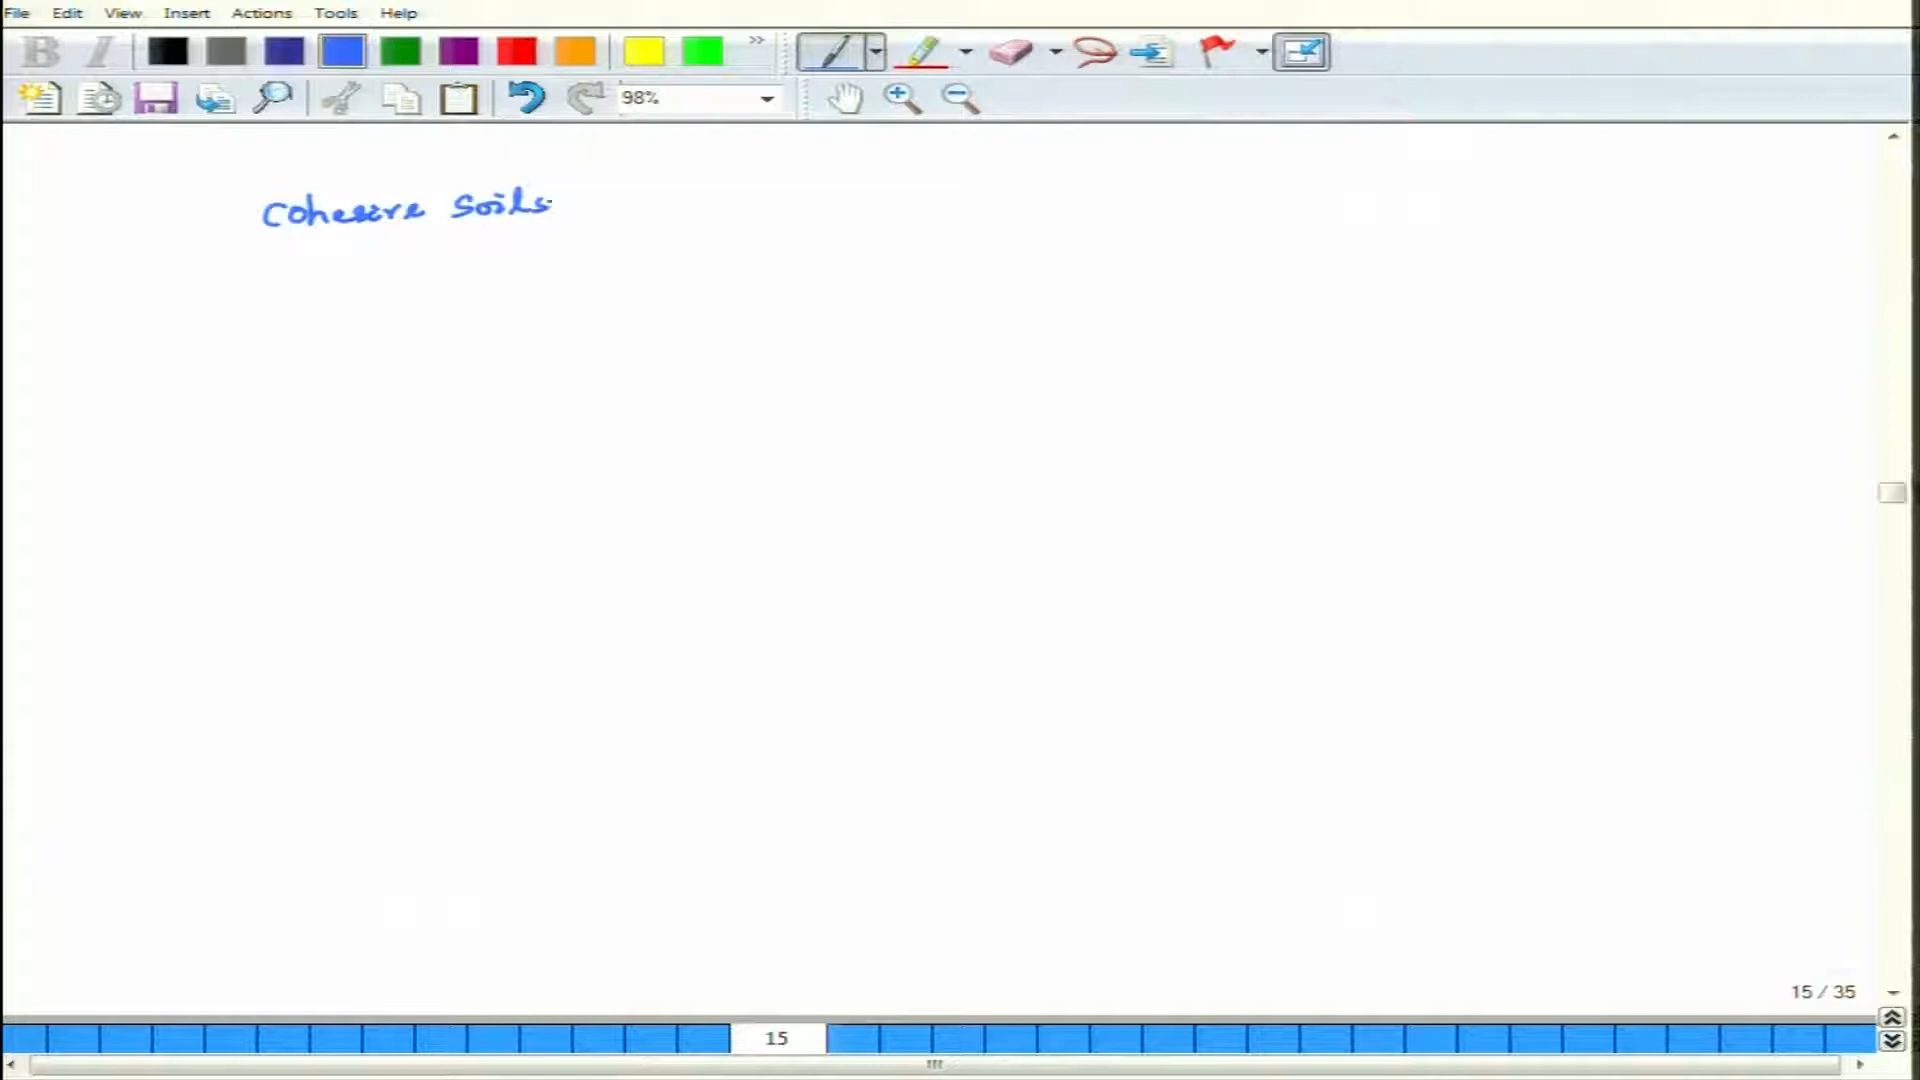 File Edit View Insert Actions Tools Help
B I
98%
Cohesive Soils
15 / 35
15